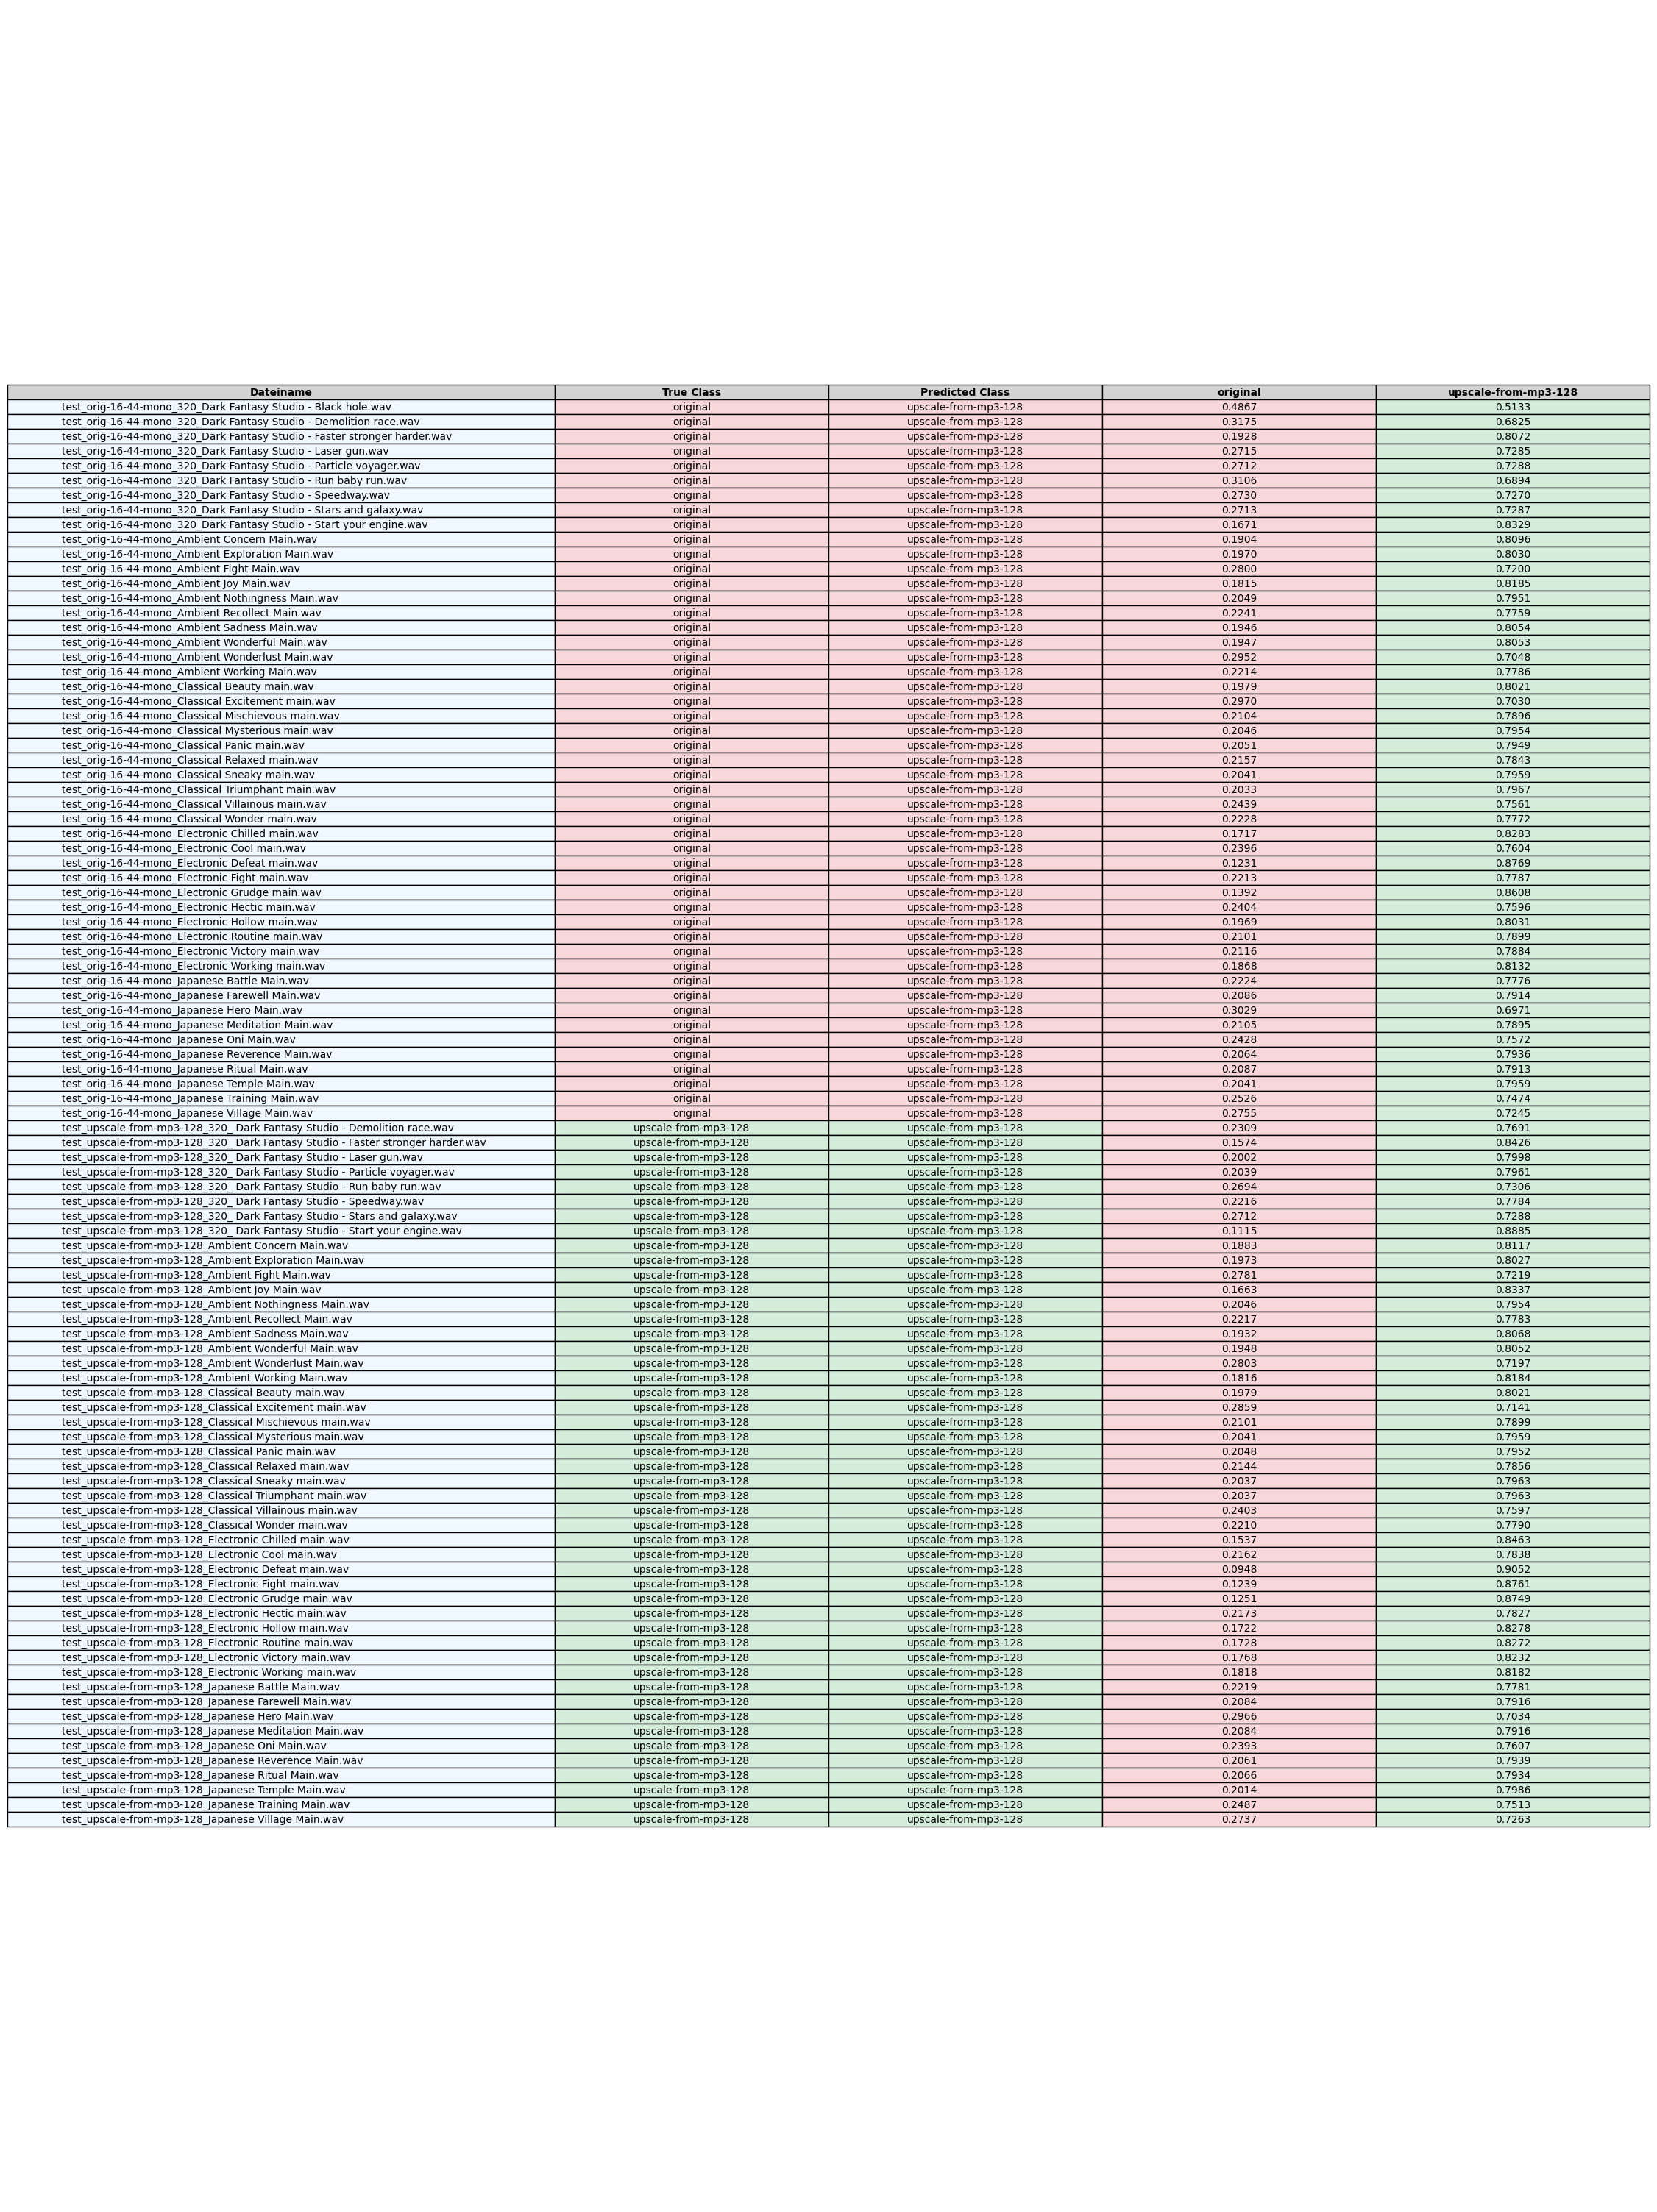 Dateiname True Class Predicted Class original upscale-from-mp3-128
test_orig-16-44-mono_320_Dark Fantasy Studio - Black hole.wav original upscale-from-mp3-128 0.4867 0.5133
test_orig-16-44-mono_320_Dark Fantasy Studio - Demolition race.wav original upscale-from-mp3-128 0.3175 0.6825
test_orig-16-44-mono_320_Dark Fantasy Studio - Faster stronger harder.wav original upscale-from-mp3-128 0.1928 0.8072
test_orig-16-44-mono_320_Dark Fantasy Studio - Laser gun.wav original upscale-from-mp3-128 0.2715 0.7285
test_orig-16-44-mono_320_Dark Fantasy Studio - Particle voyager.wav original upscale-from-mp3-128 0.2712 0.7288
test_orig-16-44-mono_320_Dark Fantasy Studio - Run baby run.wav original upscale-from-mp3-128 0.3106 0.6894
test_orig-16-44-mono_320_Dark Fantasy Studio - Speedway.wav original upscale-from-mp3-128 0.2730 0.7270
test_orig-16-44-mono_320_Dark Fantasy Studio - Stars and galaxy.wav original upscale-from-mp3-128 0.2713 0.7287
test_orig-16-44-mono_320_Dark Fantasy Studio - Start your engine.wav original upscale-from-mp3-128 0.1671 0.8329
test_orig-16-44-mono_Ambient Concern Main.wav original upscale-from-mp3-128 0.1904 0.8096
test_orig-16-44-mono_Ambient Exploration Main.wav original upscale-from-mp3-128 0.1970 0.8030
test_orig-16-44-mono_Ambient Fight Main.wav original upscale-from-mp3-128 0.2800 0.7200
test_orig-16-44-mono_Ambient Joy Main.wav original upscale-from-mp3-128 0.1815 0.8185
test_orig-16-44-mono_Ambient Nothingness Main.wav original upscale-from-mp3-128 0.2049 0.7951
test_orig-16-44-mono_Ambient Recollect Main.wav original upscale-from-mp3-128 0.2241 0.7759
test_orig-16-44-mono_Ambient Sadness Main.wav original upscale-from-mp3-128 0.1946 0.8054
test_orig-16-44-mono_Ambient Wonderful Main.wav original upscale-from-mp3-128 0.1947 0.8053
test_orig-16-44-mono_Ambient Wonderlust Main.wav original upscale-from-mp3-128 0.2952 0.7048
test_orig-16-44-mono_Ambient Working Main.wav original upscale-from-mp3-128 0.2214 0.7786
test_orig-16-44-mono_Classical Beauty main.wav original upscale-from-mp3-128 0.1979 0.8021
test_orig-16-44-mono_Classical Excitement main.wav original upscale-from-mp3-128 0.2970 0.7030
test_orig-16-44-mono_Classical Mischievous main.wav original upscale-from-mp3-128 0.2104 0.7896
test_orig-16-44-mono_Classical Mysterious main.wav original upscale-from-mp3-128 0.2046 0.7954
test_orig-16-44-mono_Classical Panic main.wav original upscale-from-mp3-128 0.2051 0.7949
test_orig-16-44-mono_Classical Relaxed main.wav original upscale-from-mp3-128 0.2157 0.7843
test_orig-16-44-mono_Classical Sneaky main.wav original upscale-from-mp3-128 0.2041 0.7959
test_orig-16-44-mono_Classical Triumphant main.wav original upscale-from-mp3-128 0.2033 0.7967
test_orig-16-44-mono_Classical Villainous main.wav original upscale-from-mp3-128 0.2439 0.7561
test_orig-16-44-mono_Classical Wonder main.wav original upscale-from-mp3-128 0.2228 0.7772
test_orig-16-44-mono_Electronic Chilled main.wav original upscale-from-mp3-128 0.1717 0.8283
test_orig-16-44-mono_Electronic Cool main.wav original upscale-from-mp3-128 0.2396 0.7604
test_orig-16-44-mono_Electronic Defeat main.wav original upscale-from-mp3-128 0.1231 0.8769
test_orig-16-44-mono_Electronic Fight main.wav original upscale-from-mp3-128 0.2213 0.7787
test_orig-16-44-mono_Electronic Grudge main.wav original upscale-from-mp3-128 0.1392 0.8608
test_orig-16-44-mono_Electronic Hectic main.wav original upscale-from-mp3-128 0.2404 0.7596
test_orig-16-44-mono_Electronic Hollow main.wav original upscale-from-mp3-128 0.1969 0.8031
test_orig-16-44-mono_Electronic Routine main.wav original upscale-from-mp3-128 0.2101 0.7899
test_orig-16-44-mono_Electronic Victory main.wav original upscale-from-mp3-128 0.2116 0.7884
test_orig-16-44-mono_Electronic Working main.wav original upscale-from-mp3-128 0.1868 0.8132
test_orig-16-44-mono_Japanese Battle Main.wav original upscale-from-mp3-128 0.2224 0.7776
test_orig-16-44-mono_Japanese Farewell Main.wav original upscale-from-mp3-128 0.2086 0.7914
test_orig-16-44-mono_Japanese Hero Main.wav original upscale-from-mp3-128 0.3029 0.6971
test_orig-16-44-mono_Japanese Meditation Main.wav original upscale-from-mp3-128 0.2105 0.7895
test_orig-16-44-mono_Japanese Oni Main.wav original upscale-from-mp3-128 0.2428 0.7572
test_orig-16-44-mono_Japanese Reverence Main.wav original upscale-from-mp3-128 0.2064 0.7936
test_orig-16-44-mono_Japanese Ritual Main.wav original upscale-from-mp3-128 0.2087 0.7913
test_orig-16-44-mono_Japanese Temple Main.wav original upscale-from-mp3-128 0.2041 0.7959
test_orig-16-44-mono_Japanese Training Main.wav original upscale-from-mp3-128 0.2526 0.7474
test_orig-16-44-mono_Japanese Village Main.wav original upscale-from-mp3-128 0.2755 0.7245
test_upscale-from-mp3-128_320_ Dark Fantasy Studio - Demolition race.wav upscale-from-mp3-128 upscale-from-mp3-128 0.2309 0.7691
test_upscale-from-mp3-128_320_ Dark Fantasy Studio - Faster stronger harder.wav upscale-from-mp3-128 upscale-from-mp3-128 0.1574 0.8426
test_upscale-from-mp3-128_320_ Dark Fantasy Studio - Laser gun.wav upscale-from-mp3-128 upscale-from-mp3-128 0.2002 0.7998
test_upscale-from-mp3-128_320_ Dark Fantasy Studio - Particle voyager.wav upscale-from-mp3-128 upscale-from-mp3-128 0.2039 0.7961
test_upscale-from-mp3-128_320_ Dark Fantasy Studio - Run baby run.wav upscale-from-mp3-128 upscale-from-mp3-128 0.2694 0.7306
test_upscale-from-mp3-128_320_ Dark Fantasy Studio - Speedway.wav upscale-from-mp3-128 upscale-from-mp3-128 0.2216 0.7784
test_upscale-from-mp3-128_320_ Dark Fantasy Studio - Stars and galaxy.wav upscale-from-mp3-128 upscale-from-mp3-128 0.2712 0.7288
test_upscale-from-mp3-128_320_ Dark Fantasy Studio - Start your engine.wav upscale-from-mp3-128 upscale-from-mp3-128 0.1115 0.8885
test_upscale-from-mp3-128_Ambient Concern Main.wav upscale-from-mp3-128 upscale-from-mp3-128 0.1883 0.8117
test_upscale-from-mp3-128_Ambient Exploration Main.wav upscale-from-mp3-128 upscale-from-mp3-128 0.1973 0.8027
test_upscale-from-mp3-128_Ambient Fight Main.wav upscale-from-mp3-128 upscale-from-mp3-128 0.2781 0.7219
test_upscale-from-mp3-128_Ambient Joy Main.wav upscale-from-mp3-128 upscale-from-mp3-128 0.1663 0.8337
test_upscale-from-mp3-128_Ambient Nothingness Main.wav upscale-from-mp3-128 upscale-from-mp3-128 0.2046 0.7954
test_upscale-from-mp3-128_Ambient Recollect Main.wav upscale-from-mp3-128 upscale-from-mp3-128 0.2217 0.7783
test_upscale-from-mp3-128_Ambient Sadness Main.wav upscale-from-mp3-128 upscale-from-mp3-128 0.1932 0.8068
test_upscale-from-mp3-128_Ambient Wonderful Main.wav upscale-from-mp3-128 upscale-from-mp3-128 0.1948 0.8052
test_upscale-from-mp3-128_Ambient Wonderlust Main.wav upscale-from-mp3-128 upscale-from-mp3-128 0.2803 0.7197
test_upscale-from-mp3-128_Ambient Working Main.wav upscale-from-mp3-128 upscale-from-mp3-128 0.1816 0.8184
test_upscale-from-mp3-128_Classical Beauty main.wav upscale-from-mp3-128 upscale-from-mp3-128 0.1979 0.8021
test_upscale-from-mp3-128_Classical Excitement main.wav upscale-from-mp3-128 upscale-from-mp3-128 0.2859 0.7141
test_upscale-from-mp3-128_Classical Mischievous main.wav upscale-from-mp3-128 upscale-from-mp3-128 0.2101 0.7899
test_upscale-from-mp3-128_Classical Mysterious main.wav upscale-from-mp3-128 upscale-from-mp3-128 0.2041 0.7959
test_upscale-from-mp3-128_Classical Panic main.wav upscale-from-mp3-128 upscale-from-mp3-128 0.2048 0.7952
test_upscale-from-mp3-128_Classical Relaxed main.wav upscale-from-mp3-128 upscale-from-mp3-128 0.2144 0.7856
test_upscale-from-mp3-128_Classical Sneaky main.wav upscale-from-mp3-128 upscale-from-mp3-128 0.2037 0.7963
test_upscale-from-mp3-128_Classical Triumphant main.wav upscale-from-mp3-128 upscale-from-mp3-128 0.2037 0.7963
test_upscale-from-mp3-128_Classical Villainous main.wav upscale-from-mp3-128 upscale-from-mp3-128 0.2403 0.7597
test_upscale-from-mp3-128_Classical Wonder main.wav upscale-from-mp3-128 upscale-from-mp3-128 0.2210 0.7790
test_upscale-from-mp3-128_Electronic Chilled main.wav upscale-from-mp3-128 upscale-from-mp3-128 0.1537 0.8463
test_upscale-from-mp3-128_Electronic Cool main.wav upscale-from-mp3-128 upscale-from-mp3-128 0.2162 0.7838
test_upscale-from-mp3-128_Electronic Defeat main.wav upscale-from-mp3-128 upscale-from-mp3-128 0.0948 0.9052
test_upscale-from-mp3-128_Electronic Fight main.wav upscale-from-mp3-128 upscale-from-mp3-128 0.1239 0.8761
test_upscale-from-mp3-128_Electronic Grudge main.wav upscale-from-mp3-128 upscale-from-mp3-128 0.1251 0.8749
test_upscale-from-mp3-128_Electronic Hectic main.wav upscale-from-mp3-128 upscale-from-mp3-128 0.2173 0.7827
test_upscale-from-mp3-128_Electronic Hollow main.wav upscale-from-mp3-128 upscale-from-mp3-128 0.1722 0.8278
test_upscale-from-mp3-128_Electronic Routine main.wav upscale-from-mp3-128 upscale-from-mp3-128 0.1728 0.8272
test_upscale-from-mp3-128_Electronic Victory main.wav upscale-from-mp3-128 upscale-from-mp3-128 0.1768 0.8232
test_upscale-from-mp3-128_Electronic Working main.wav upscale-from-mp3-128 upscale-from-mp3-128 0.1818 0.8182
test_upscale-from-mp3-128_Japanese Battle Main.wav upscale-from-mp3-128 upscale-from-mp3-128 0.2219 0.7781
test_upscale-from-mp3-128_Japanese Farewell Main.wav upscale-from-mp3-128 upscale-from-mp3-128 0.2084 0.7916
test_upscale-from-mp3-128_Japanese Hero Main.wav upscale-from-mp3-128 upscale-from-mp3-128 0.2966 0.7034
test_upscale-from-mp3-128_Japanese Meditation Main.wav upscale-from-mp3-128 upscale-from-mp3-128 0.2084 0.7916
test_upscale-from-mp3-128_Japanese Oni Main.wav upscale-from-mp3-128 upscale-from-mp3-128 0.2393 0.7607
test_upscale-from-mp3-128_Japanese Reverence Main.wav upscale-from-mp3-128 upscale-from-mp3-128 0.2061 0.7939
test_upscale-from-mp3-128_Japanese Ritual Main.wav upscale-from-mp3-128 upscale-from-mp3-128 0.2066 0.7934
test_upscale-from-mp3-128_Japanese Temple Main.wav upscale-from-mp3-128 upscale-from-mp3-128 0.2014 0.7986
test_upscale-from-mp3-128_Japanese Training Main.wav upscale-from-mp3-128 upscale-from-mp3-128 0.2487 0.7513
test_upscale-from-mp3-128_Japanese Village Main.wav upscale-from-mp3-128 upscale-from-mp3-128 0.2737 0.7263